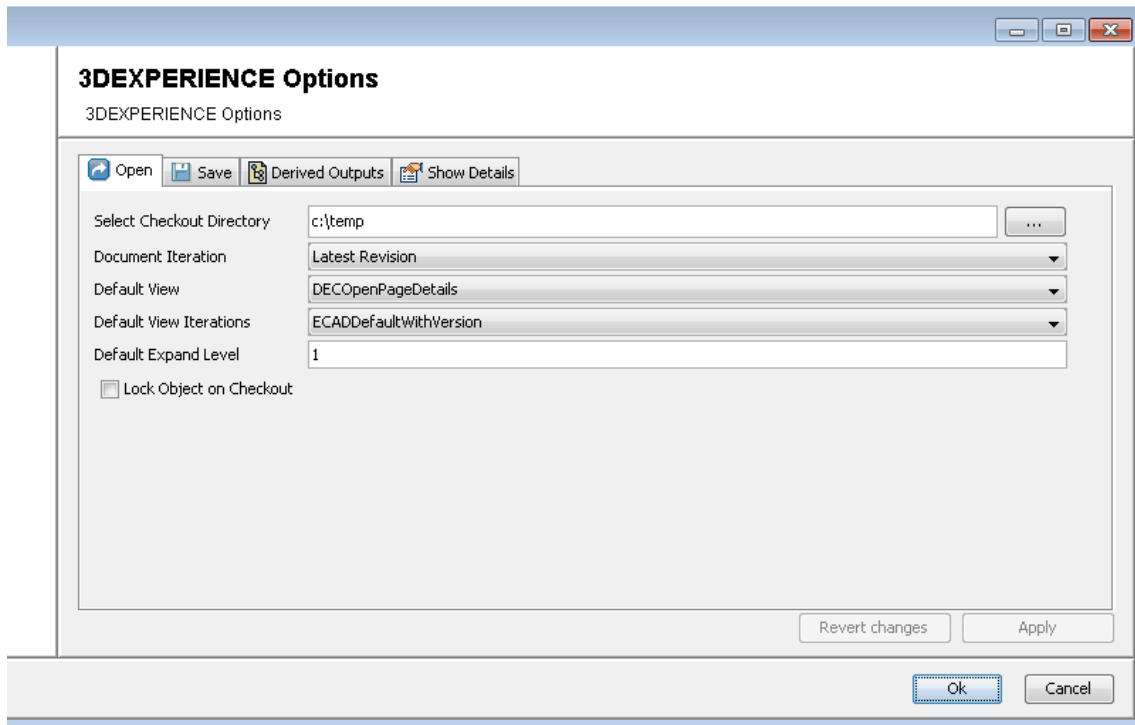 3DEXPERIENCE Options
3DEXPERIENCE Options
Open Save Derived Outputs Show Details
Select Checkout Directory c:\temp ...
Document Iteration Latest Revision
Default View DECOpenPageDetails
Default View Iterations ECADDefaultWithVersion
Default Expand Level 1
Lock Object on Checkout
Revert changes Apply
Ok Cancel